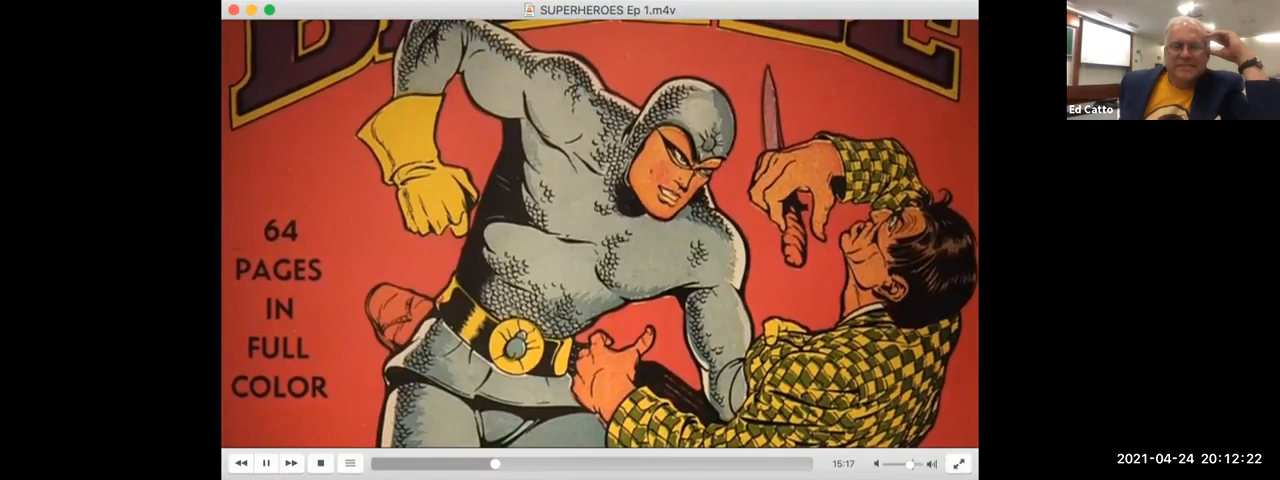 SUPERHEROES Ep 1.m4v
Ed Catto
64
PAGES
IN
FULL
COLOR
15:17
2021-04-24 20:12:22